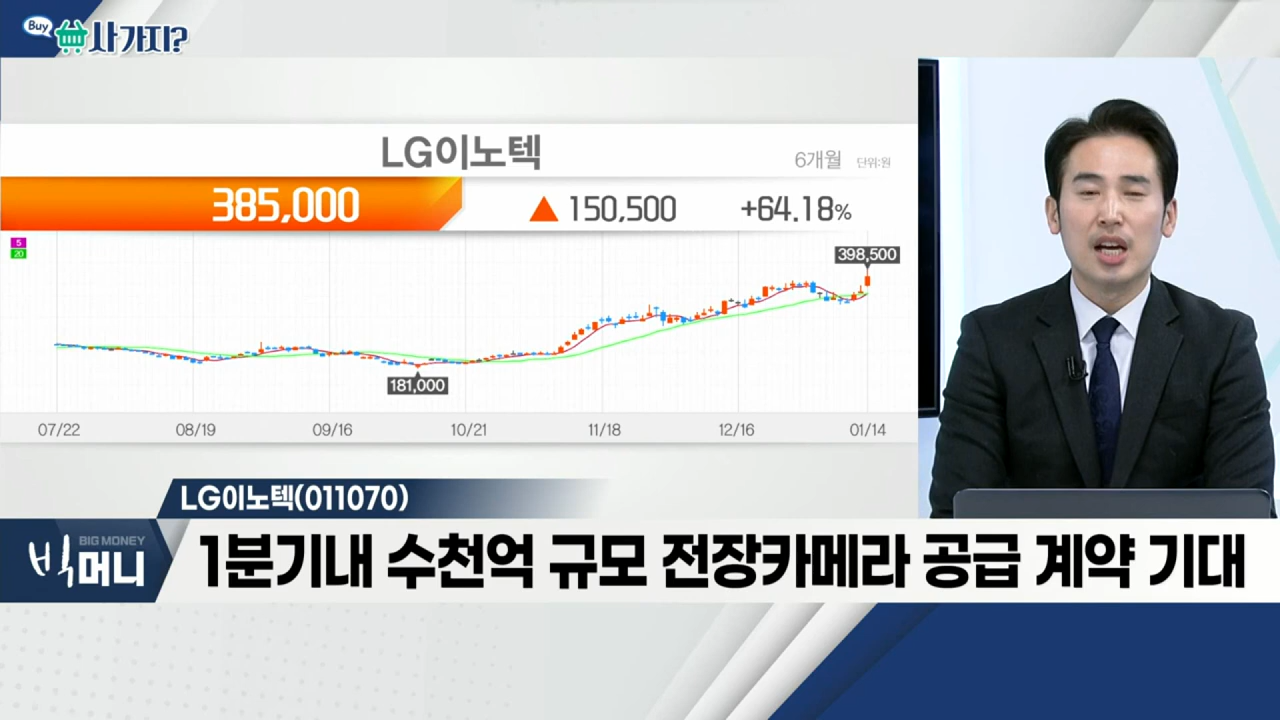 Buy
사가지?
LG이노텍
6개월 단위:원
385,000 ▲ 150,500 +64.18%
5
20
398,500
181,000
07/22 08/19 09/16 10/21 11/18 12/16 01/14
LG이노텍(011070)
BIG MONEY
빅머니
1분기내 수천억 규모 전장카메라 공급 계약 기대